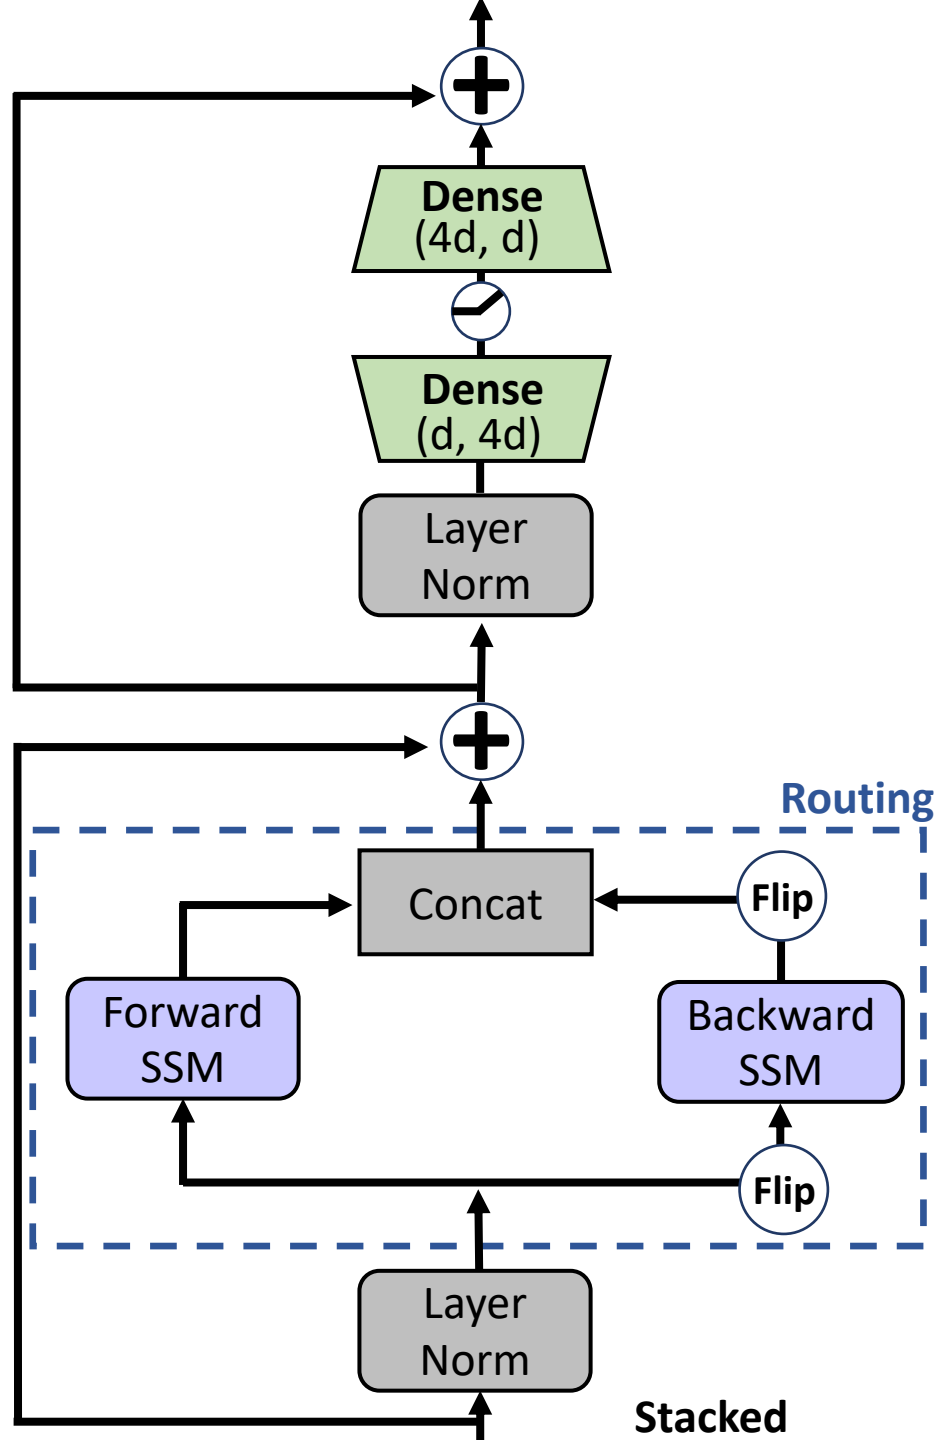 Dense
(4d, d)
Dense
(d, 4d)
Layer
Norm
Routing
Concat
Flip
Forward
SSM
Backward
SSM
Flip
Layer
Norm
Stacked